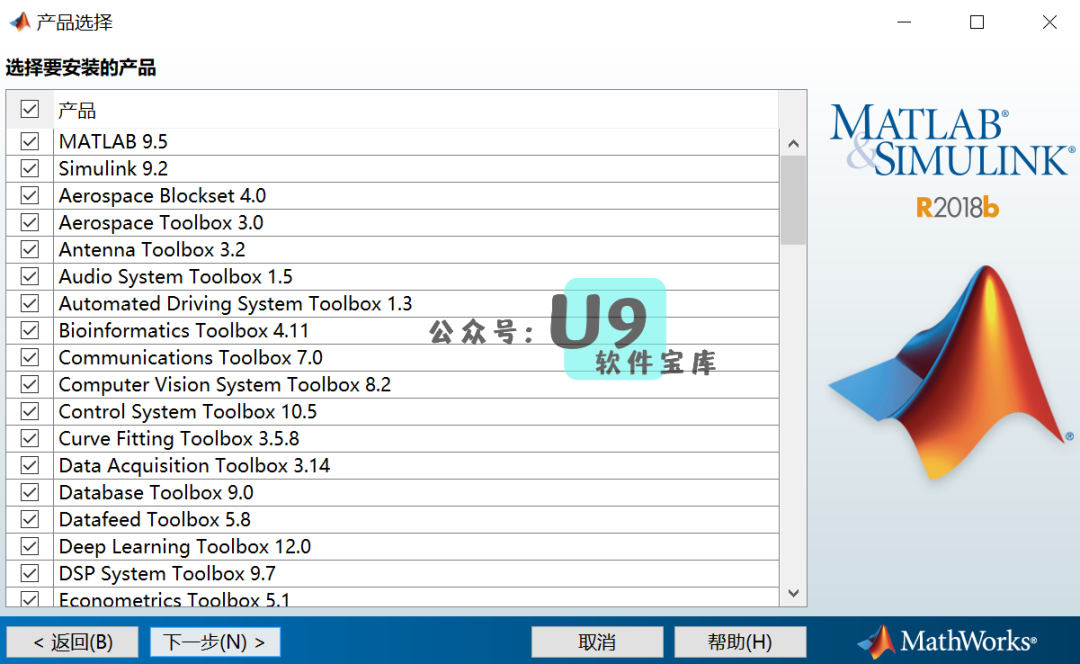 产品选择
选择要安装的产品
产品
MATLAB 9.5
Simulink 9.2
Aerospace Blockset 4.0
Aerospace Toolbox 3.0
Antenna Toolbox 3.2
Audio System Toolbox 1.5
Automated Driving System Toolbox 1.3
Bioinformatics Toolbox 4.11
Communications Toolbox 7.0
Computer Vision System Toolbox 8.2
Control System Toolbox 10.5
Curve Fitting Toolbox 3.5.8
Data Acquisition Toolbox 3.14
Database Toolbox 9.0
Datafeed Toolbox 5.8
Deep Learning Toolbox 12.0
DSP System Toolbox 9.7
Econometrics Toolbox 5.1
公众号：U9
软件宝库
MATLAB®
&SIMULINK®
R2018b
®
< 返回(B)
下一步(N) >
取消
帮助(H)
MathWorks®